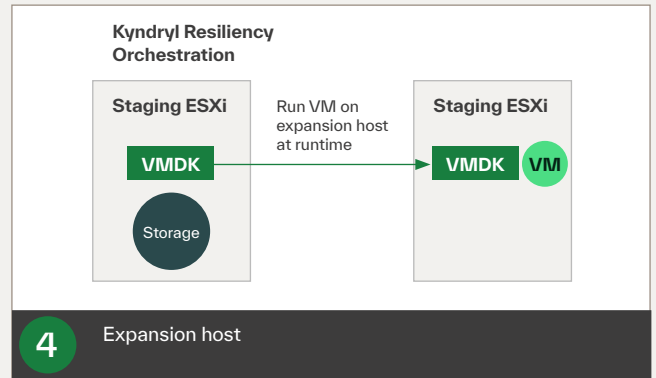 Kyndryl Resiliency
Orchestration
Staging ESXi
VMDK
Storage
Run VM on
expansion host
at runtime
Staging ESXi
VMDK
VM
4
Expansion host